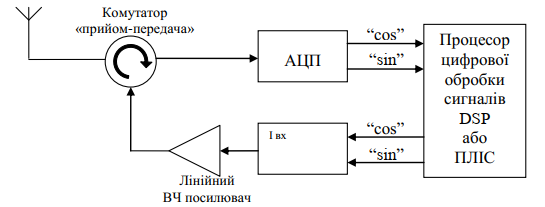 Комутатор
«прийом-передача»
АЦП
“cos”
“sin”
Процесор
цифрової
обробки
сигналів
DSP
або
ПЛІС
І вх
“cos”
“sin”
Лінійний
ВЧ посилювач